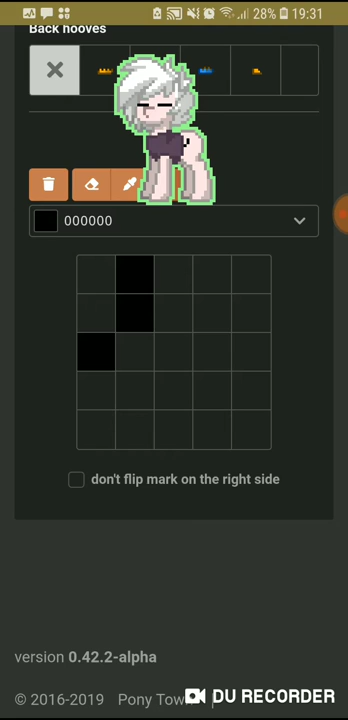 28% 19:31
Back hooves
000000
don't flip mark on the right side
version 0.42.2-alpha
© 2016-2019 Pony Tow
DU RECORDER